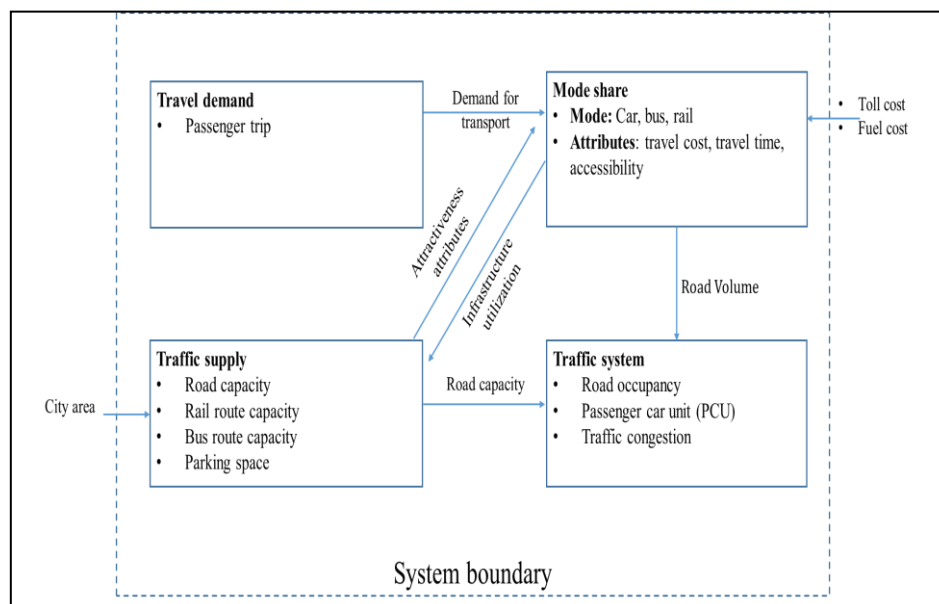 Travel demand
• Passenger trip
Demand for
transport
Mode share
• Mode: Car, bus, rail
• Attributes: travel cost, travel time,
accessibility
• Toll cost
• Fuel cost
Attractiveness
attributes
Infrastructure
utilization
Road Volume
City area
Traffic supply
• Road capacity
• Rail route capacity
• Bus route capacity
• Parking space
Road capacity
Traffic system
• Road occupancy
• Passenger car unit (PCU)
• Traffic congestion
System boundary